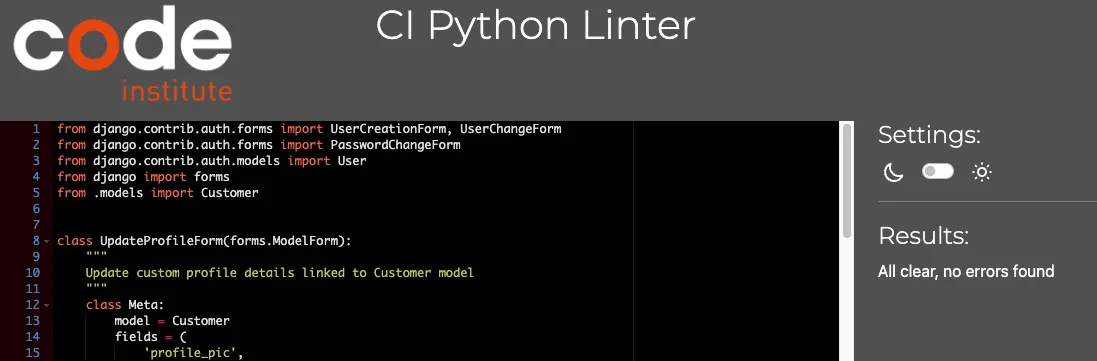 code
institute
CI Python Linter
1 from django.contrib.auth.forms import UserCreationForm, UserChangeForm
2 from django.contrib.auth.forms import PasswordChangeForm
3 from django.contrib.auth.models import User
4 from django import forms
5 from .models import Customer
6
7
8 class UpdateProfileForm(forms.ModelForm):
9     """
10     Update custom profile details linked to Customer model
11     """
12     class Meta:
13         model = Customer
14         fields = (
15             'profile_pic',
Settings:
Results:
All clear, no errors found